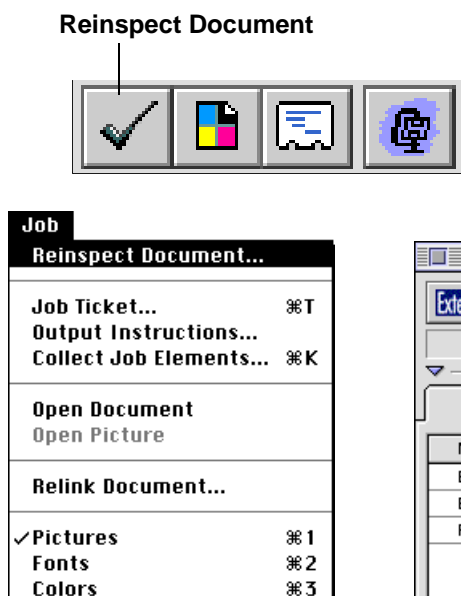 Reinspect Document
Job
Reinspect Document...
Job Ticket... ⌘T
Output Instructions...
Collect Job Elements... ⌘K
Open Document
Open Picture
Relink Document...
✓Pictures ⌘1
Fonts ⌘2
Colors ⌘3